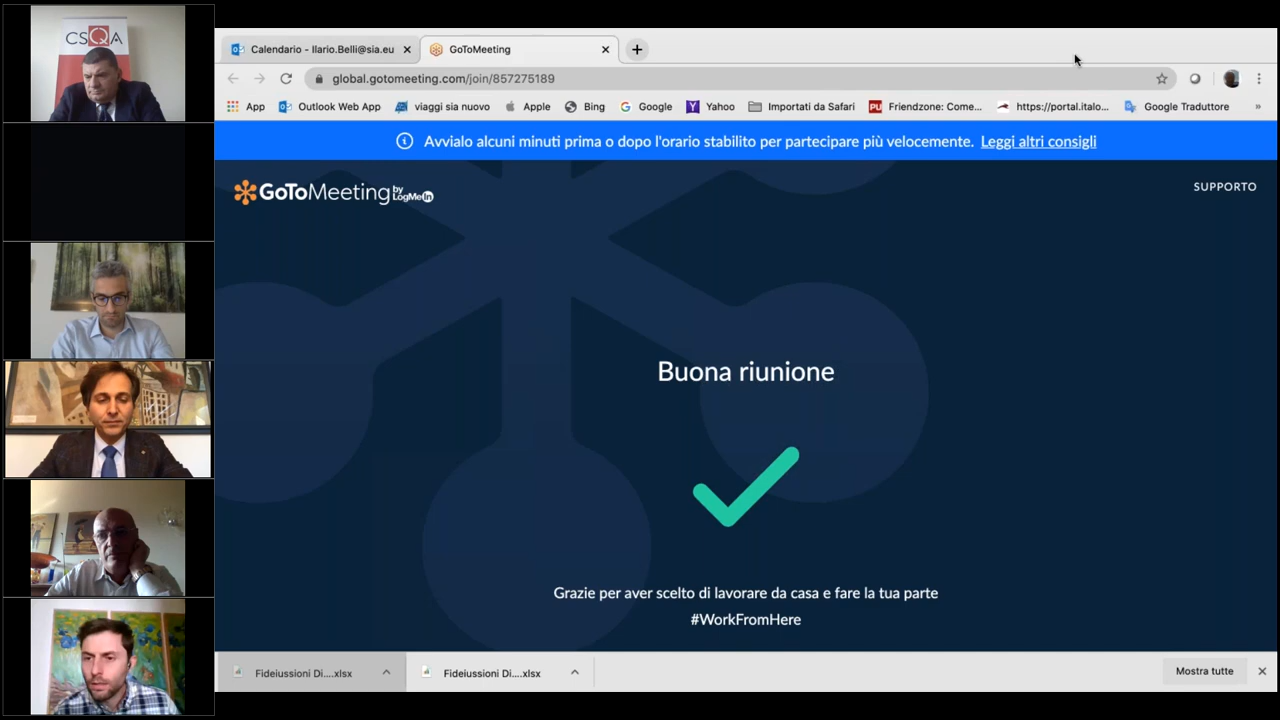 CSQA
Calendario - Ilario.Belli@sia.eu
GoToMeeting
global.gotomeeting.com/join/857275189
App
Outlook Web App
viaggi sia nuovo
Apple
Bing
Google
Yahoo
Importati da Safari
PU
Friendzone: Come...
https://portal.italo...
Google Traduttore
»
Avvialo alcuni minuti prima o dopo l'orario stabilito per partecipare più velocemente. Leggi altri consigli
GoToMeeting by LogMeIn
SUPPORTO
Buona riunione
Grazie per aver scelto di lavorare da casa e fare la tua parte
#WorkFromHere
Fideiussioni Di....xlsx
Fideiussioni Di....xlsx
Mostra tutte